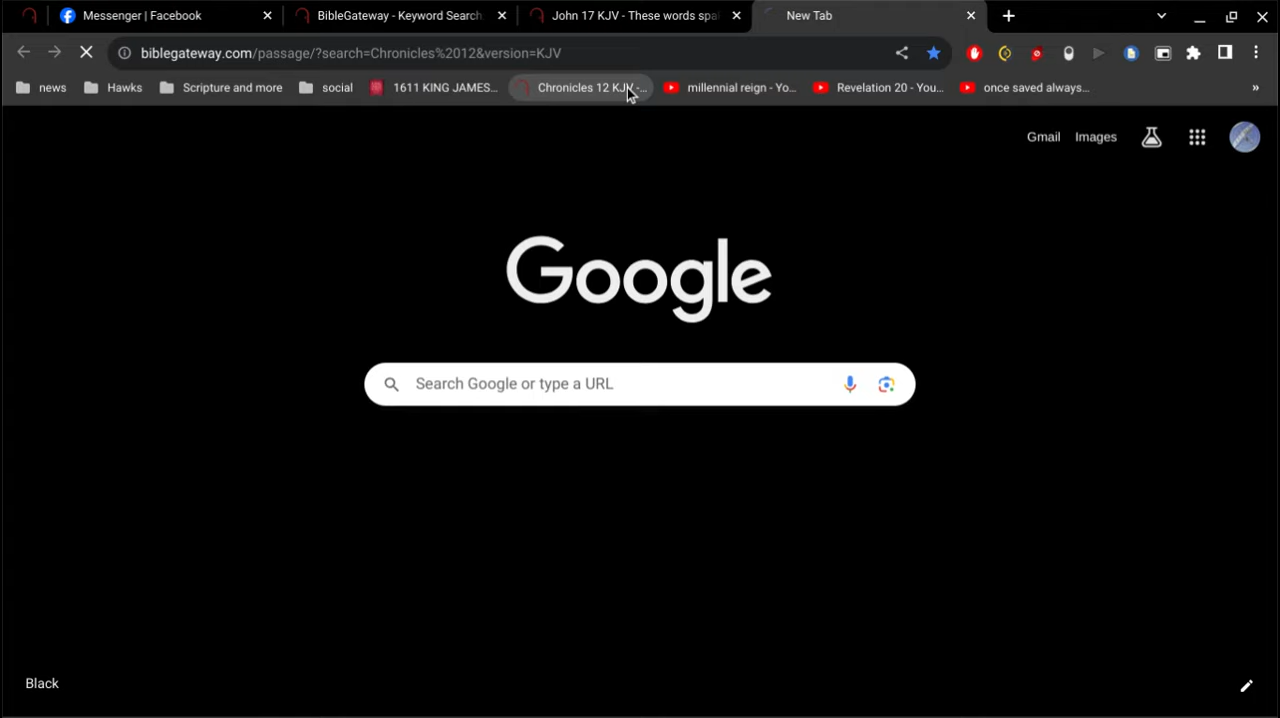 Messenger | Facebook
BibleGateway - Keyword Search:
John 17 KJV - These words spa
New Tab
biblegateway.com/passage/?search=Chronicles%2012&version=KJV
news
Hawks
Scripture and more
social
1611 KING JAMES...
Chronicles 12 KJV -...
millennial reign - Yo...
Revelation 20 - You...
once saved always...
Gmail
Images
Google
Search Google or type a URL
Black